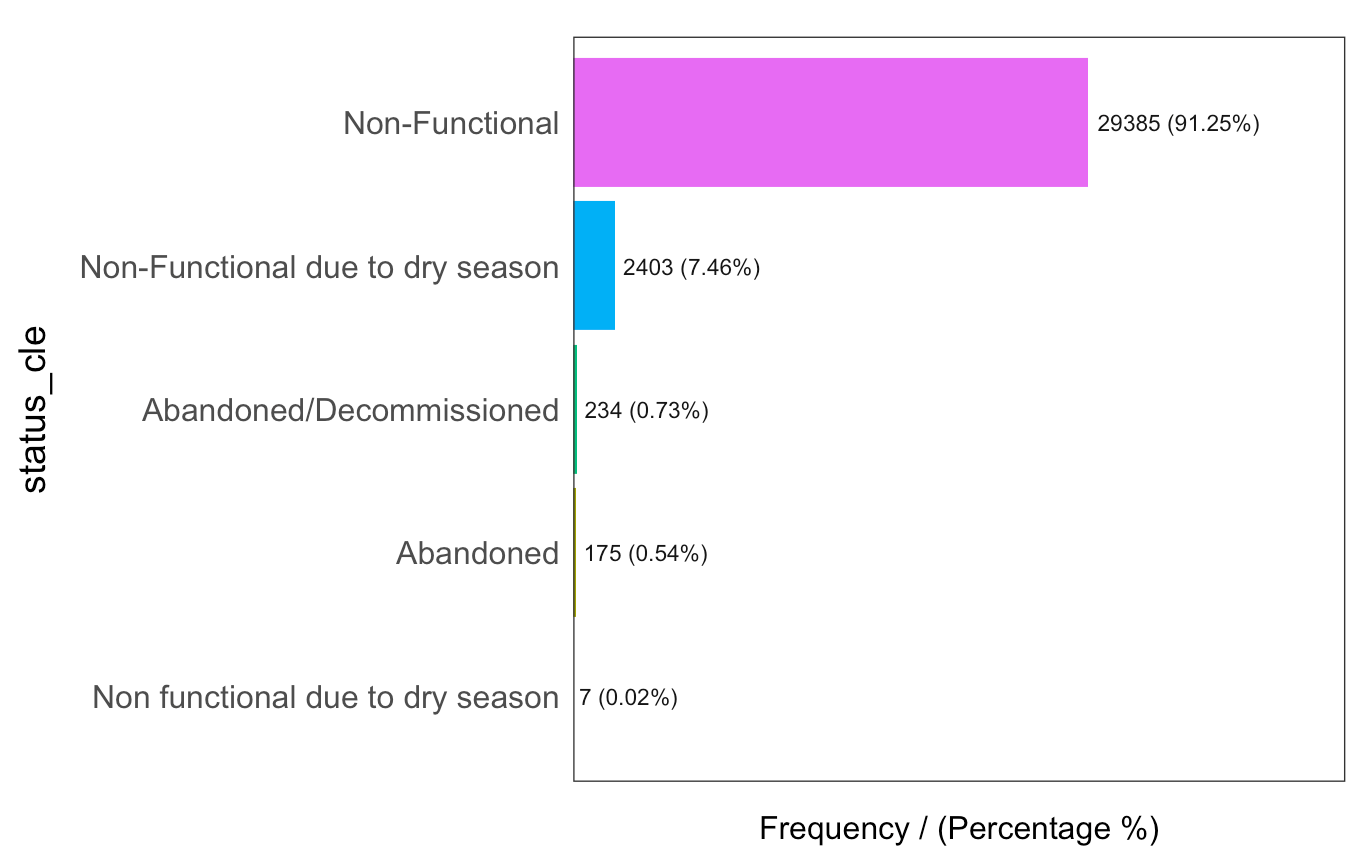 Non-Functional
29385 (91.25%)
Non-Functional due to dry season
2403 (7.46%)
Abandoned/Decommissioned
234 (0.73%)
Abandoned
175 (0.54%)
Non functional due to dry season
7 (0.02%)
status_cle
Frequency / (Percentage %)